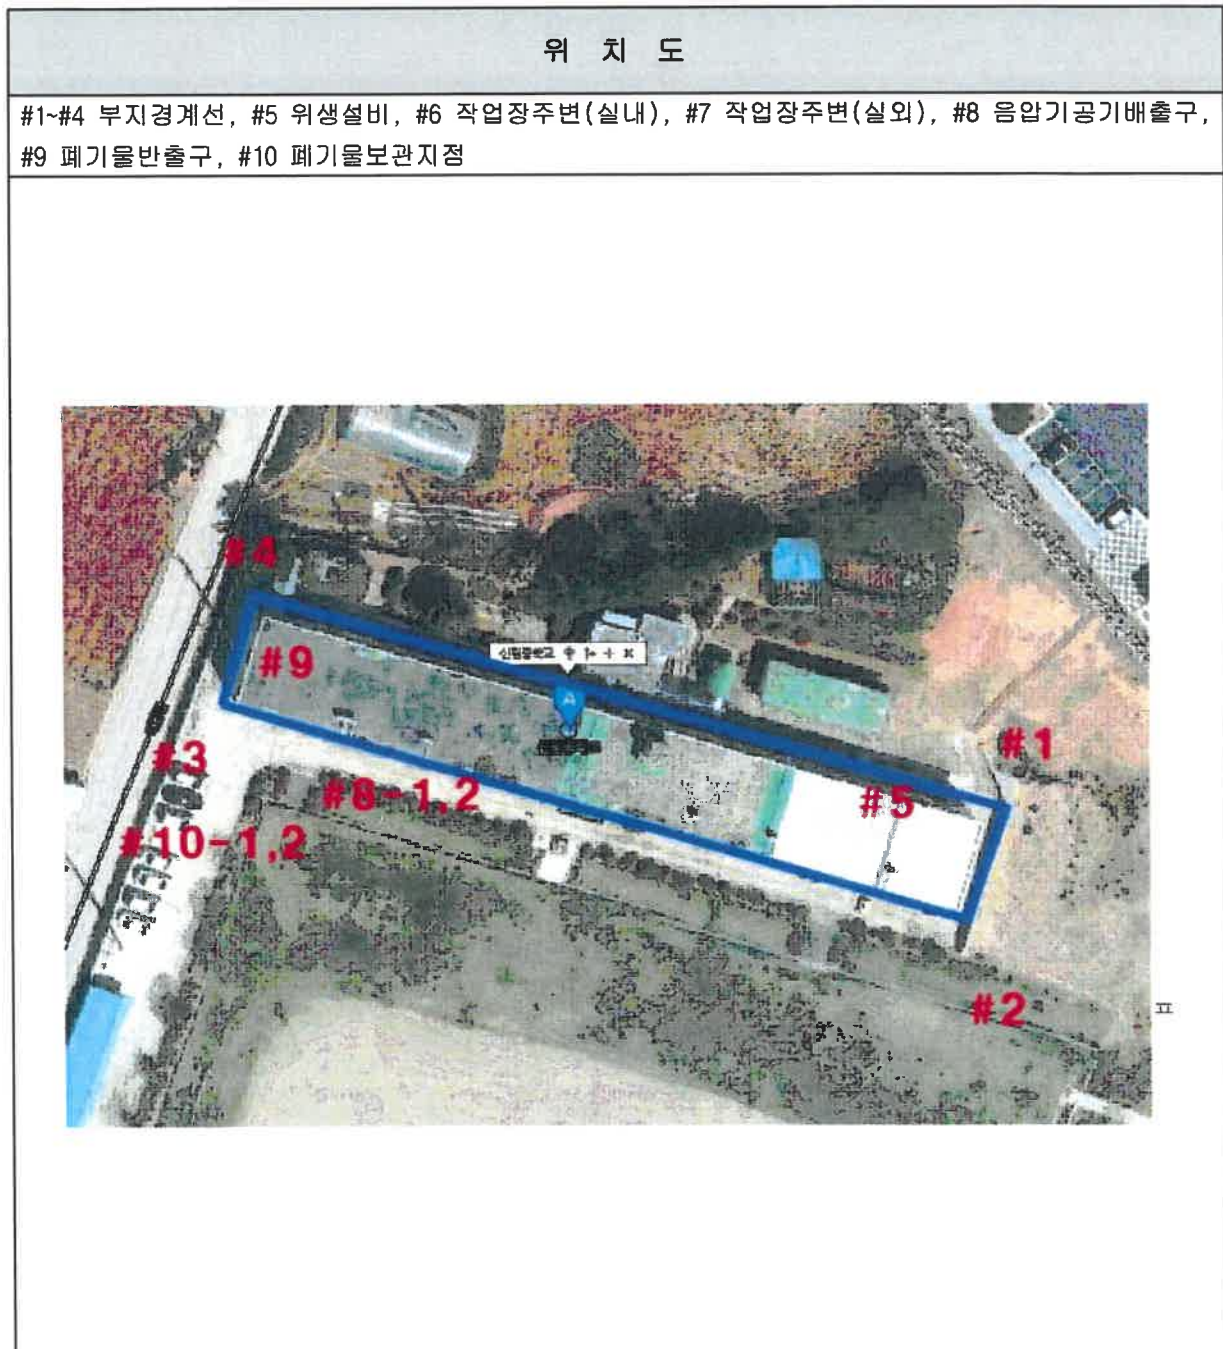 위 치 도
#1~#4 부지경계선, #5 위생설비, #6 작업장주변(실내), #7 작업장주변(실외), #8 음압기공기배출구,
#9 폐기물반출구, #10 폐기물보관지점
#4
#9
A
#1
#3
#8-1,2
#5
#10-1,2
#2
ㅍ